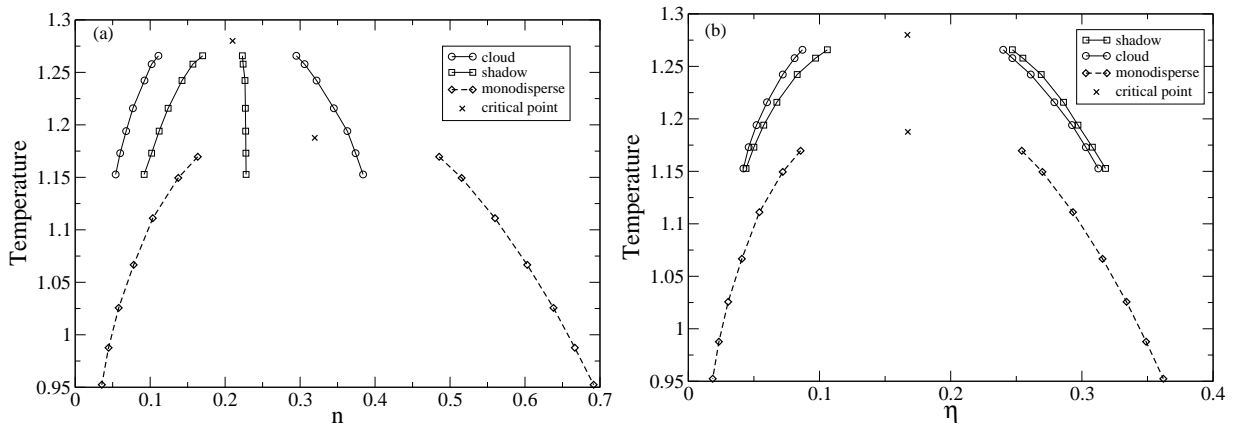 (a)
cloud
shadow
monodisperse
critical point
Temperature
1.3
1.25
1.2
1.15
1.1
1.05
1
0.95
0 0.1 0.2 0.3 0.4 0.5 0.6 0.7
n
(b)
shadow
cloud
monodisperse
critical point
Temperature
1.3
1.25
1.2
1.15
1.1
1.05
1
0.95
0 0.1 0.2 0.3 0.4
η